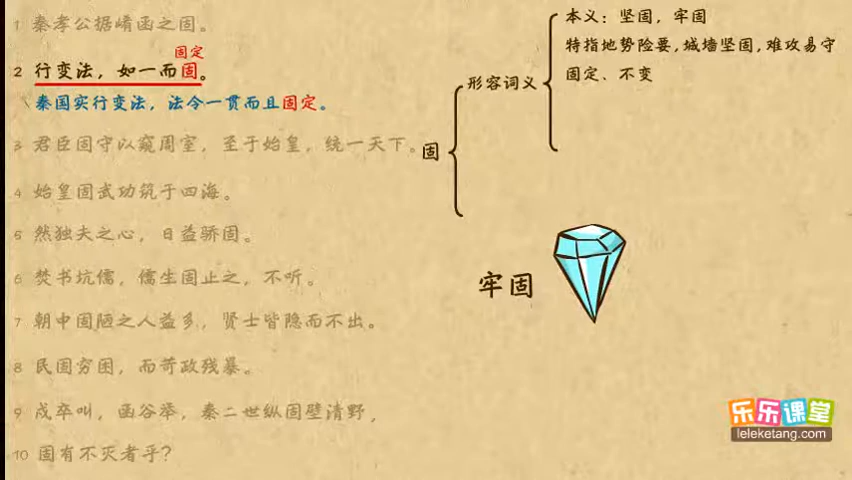 1 秦孝公据崤函之固。
固定
2 行变法，如一而固。
秦国实行变法，法令一贯而且固定。
3 君臣固守以窥周室，至于始皇，统一天下。
4 始皇固武功筑于四海。
5 然独夫之心，日益骄固。
6 焚书坑儒，儒生固止之，不听。
7 朝中固陋之人益多，贤士皆隐而不出。
8 民固穷困，而苛政残暴。
9 戍卒叫，函谷举，秦二世纵固壁清野，
10 固有不灭者乎？
固
形容词义
本义：坚固，牢固
特指地势险要，城墙坚固，难攻易守
固定、不变
牢固
乐乐课堂
leleketang.com